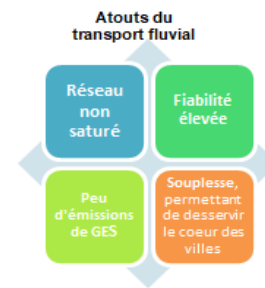 Atouts du
transport fluvial
Réseau
non
saturé
Fiabilité
élevée
Peu
d'émissions
de GES
Souplesse,
permettant
de desservir
le coeur des
villes